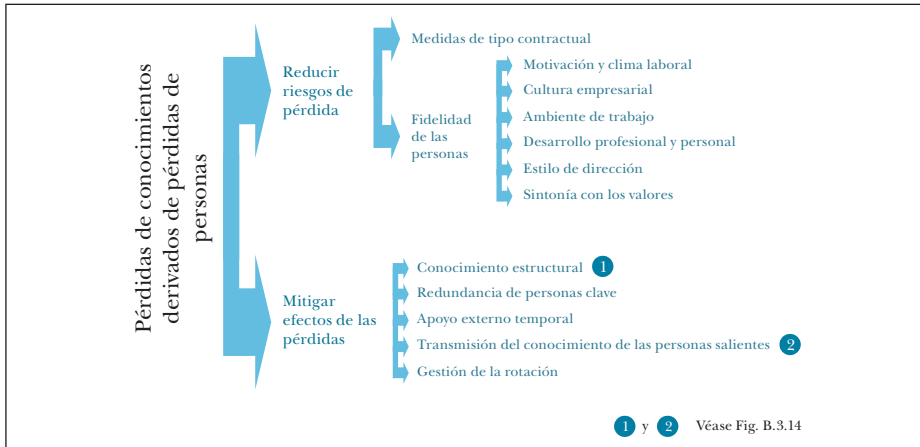 Pérdidas de conocimientos
derivados de pérdidas de
personas
Reducir
riesgos de
pérdida
Medidas de tipo contractual
Fidelidad
de las
personas
Motivación y clima laboral
Cultura empresarial
Ambiente de trabajo
Desarrollo profesional y personal
Estilo de dirección
Sintonía con los valores
Mitigar
efectos de las
pérdidas
Conocimiento estructural 1
Redundancia de personas clave
Apoyo externo temporal
Transmisión del conocimiento de las personas salientes 2
Gestión de la rotación
1 y 2 Véase Fig. B.3.14